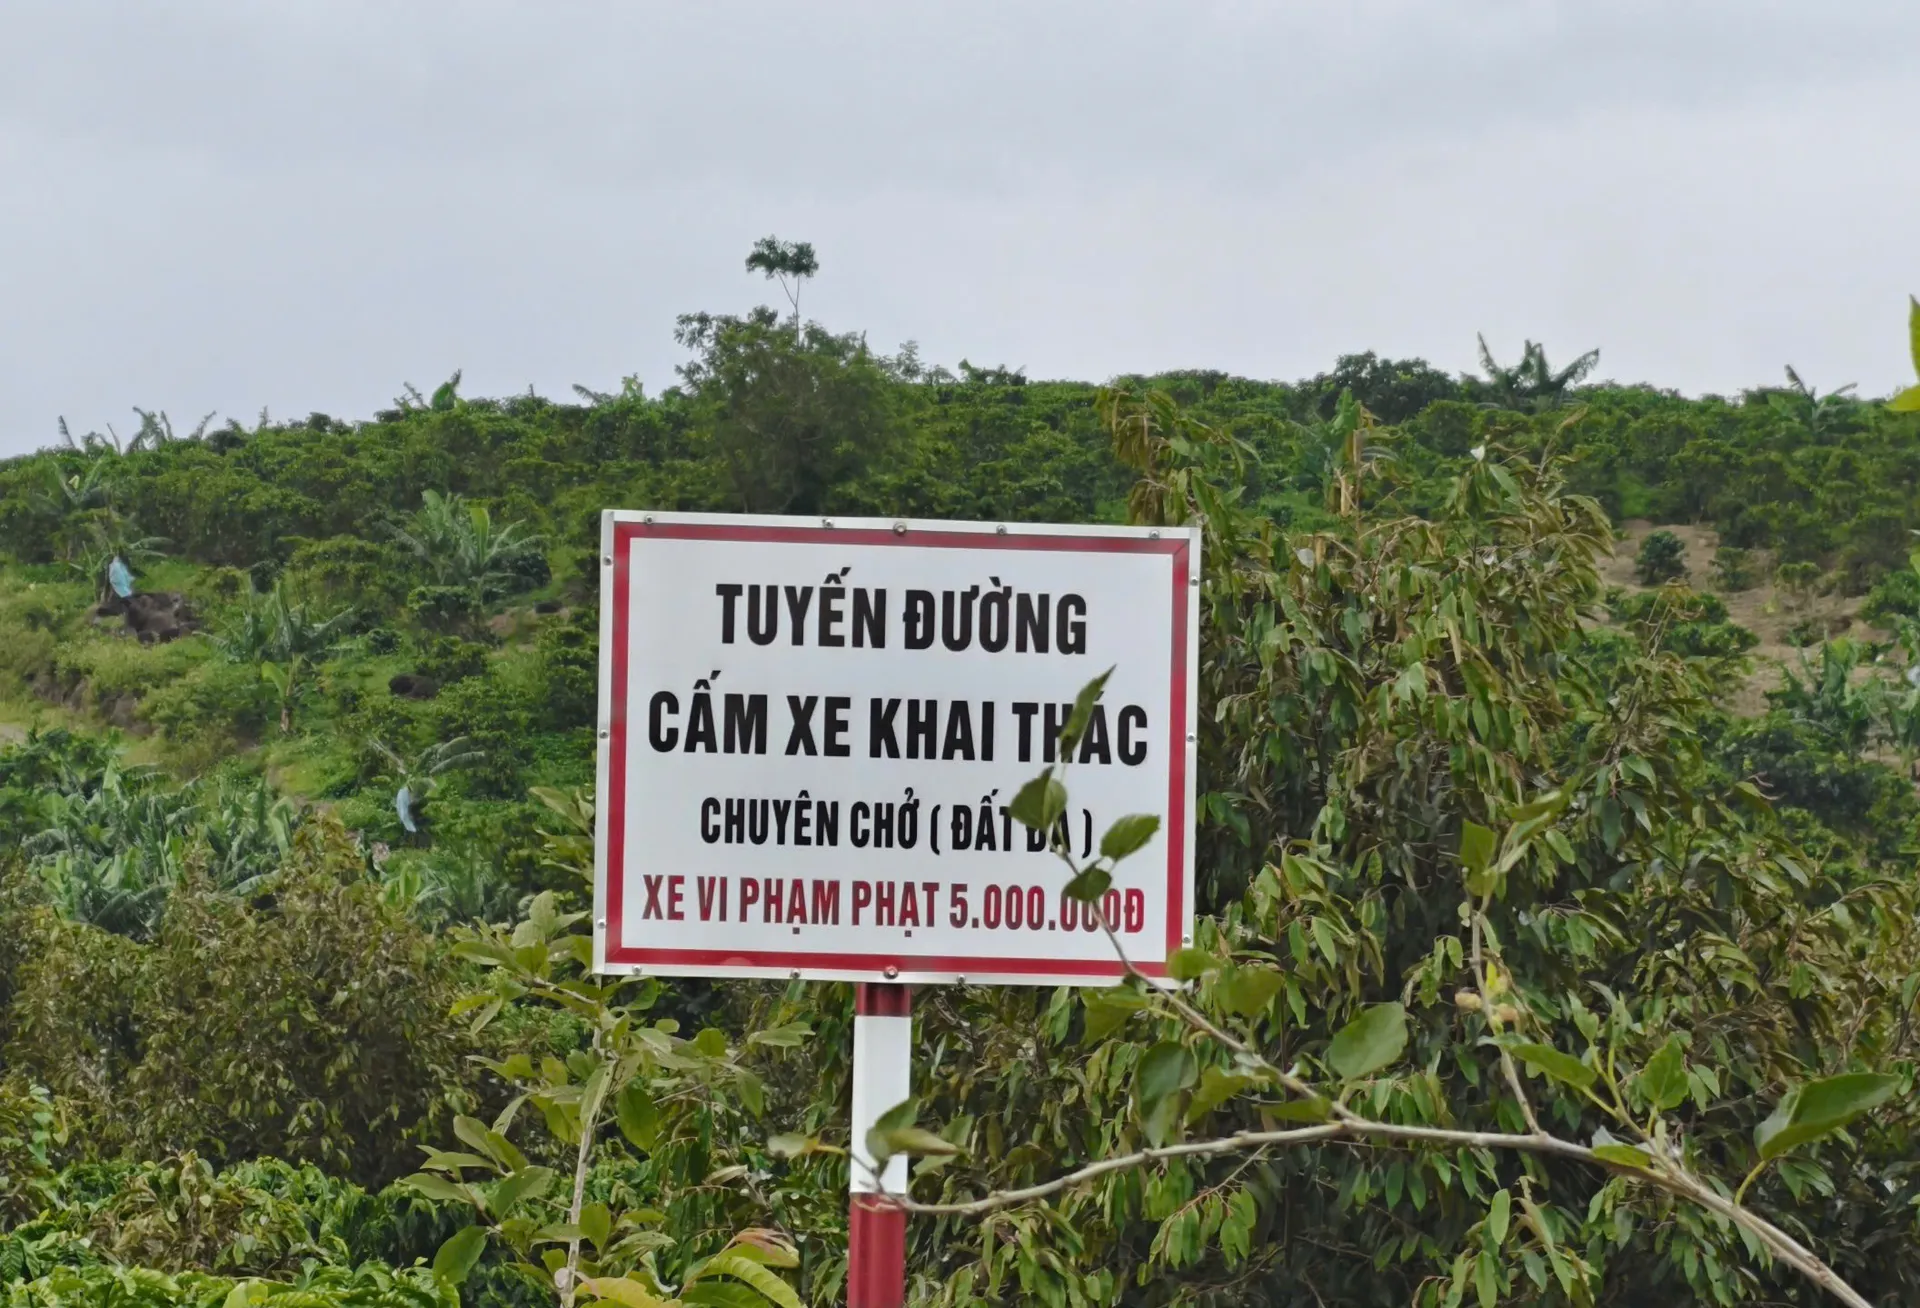 TUYẾN ĐƯỜNG
CẤM XE KHAI THÁC
CHUYÊN CHỞ ( ĐẤT ĐÁ )
XE VI PHẠM PHẠT 5.000.000Đ